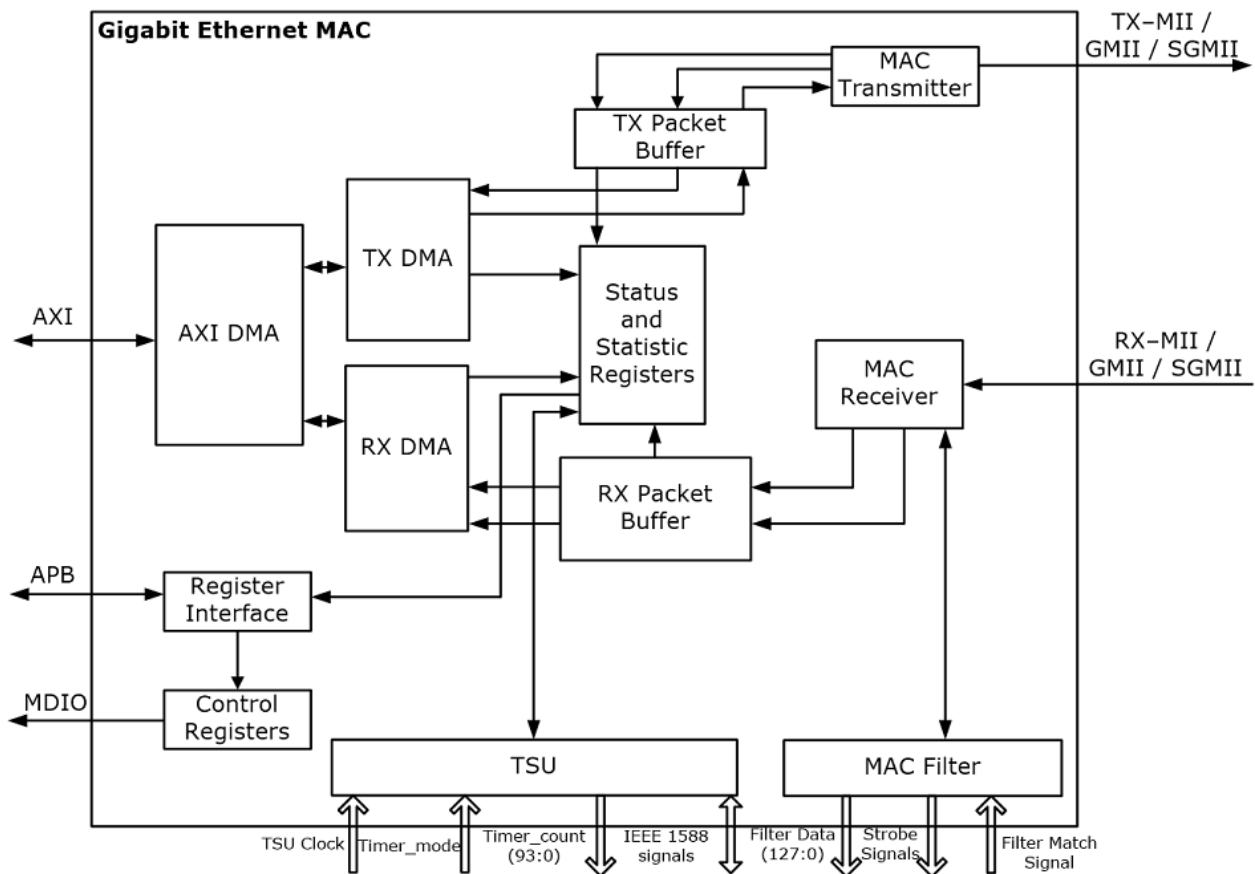 Gigabit Ethernet MAC
TX–MII /
GMII / SGMII
MAC
Transmitter
TX Packet
Buffer
TX DMA
AXI DMA
AXI
Status
and
Statistic
Registers
RX–MII /
GMII / SGMII
MAC
Receiver
RX DMA
RX Packet
Buffer
APB
Register
Interface
MDIO
Control
Registers
TSU
MAC Filter
TSU Clock
Timer_mode
Timer_count
(93:0)
IEEE 1588
signals
Filter Data
(127:0)
Strobe
Signals
Filter Match
Signal